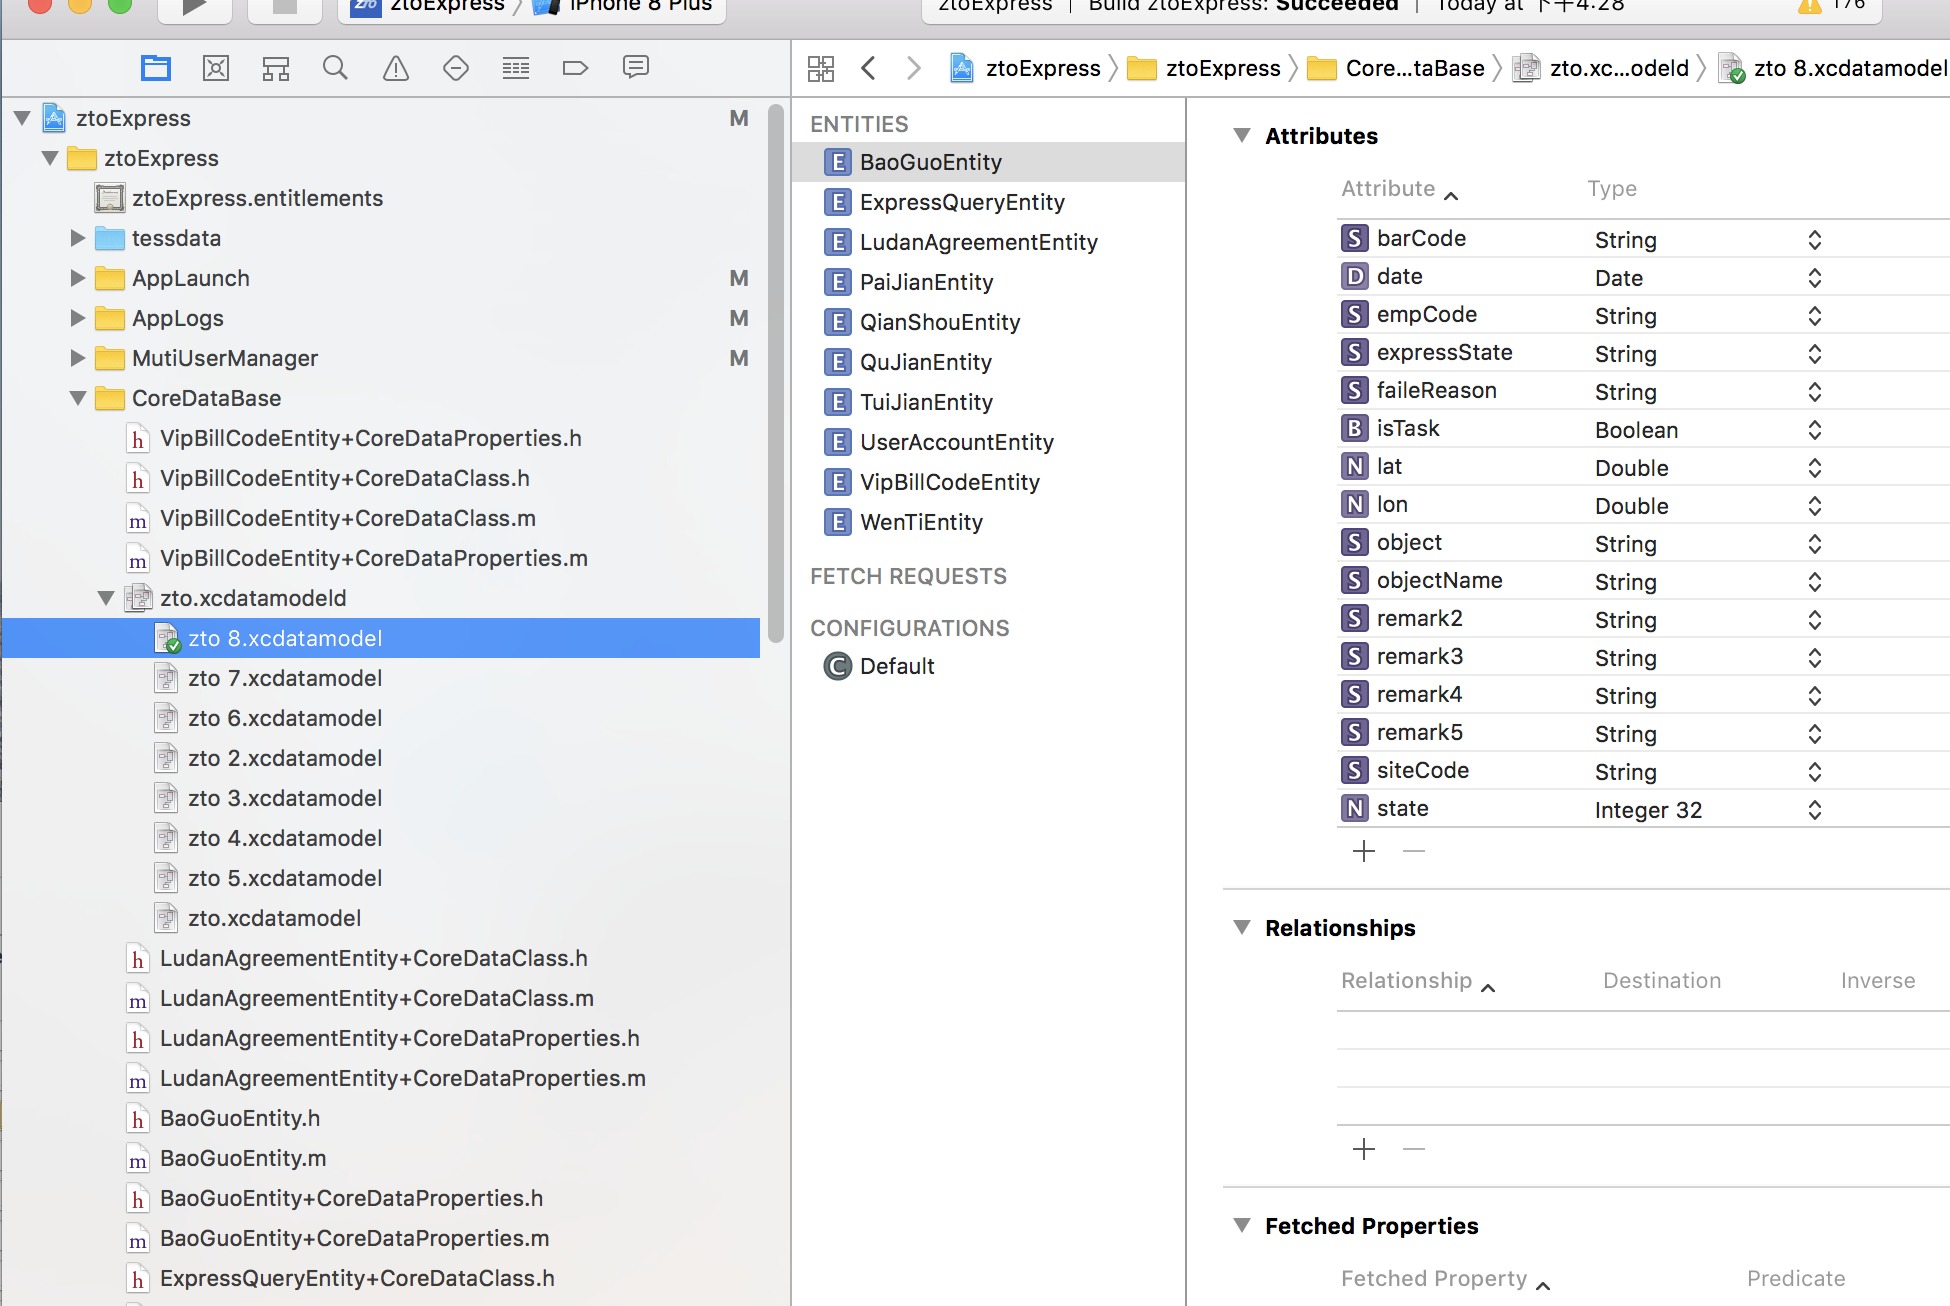 ztoExpress
iPhone 8 Plus
ztoExpress | Build ztoExpress: Succeeded | Today at 下午4:28
176
ztoExpress
ztoExpress
Core...taBase
zto.xc...odeld
zto 8.xcdatamodel
ztoExpress M
ztoExpress
ztoExpress.entitlements
tessdata
AppLaunch M
AppLogs M
MutiUserManager M
CoreDataBase
h VipBillCodeEntity+CoreDataProperties.h
h VipBillCodeEntity+CoreDataClass.h
m VipBillCodeEntity+CoreDataClass.m
m VipBillCodeEntity+CoreDataProperties.m
zto.xcdatamodeld
zto 8.xcdatamodel
zto 7.xcdatamodel
zto 6.xcdatamodel
zto 2.xcdatamodel
zto 3.xcdatamodel
zto 4.xcdatamodel
zto 5.xcdatamodel
zto.xcdatamodel
h LudanAgreementEntity+CoreDataClass.h
m LudanAgreementEntity+CoreDataClass.m
h LudanAgreementEntity+CoreDataProperties.h
m LudanAgreementEntity+CoreDataProperties.m
h BaoGuoEntity.h
m BaoGuoEntity.m
h BaoGuoEntity+CoreDataProperties.h
m BaoGuoEntity+CoreDataProperties.m
h ExpressQueryEntity+CoreDataClass.h
ENTITIES
E BaoGuoEntity
E ExpressQueryEntity
E LudanAgreementEntity
E PaiJianEntity
E QianShouEntity
E QuJianEntity
E TuiJianEntity
E UserAccountEntity
E VipBillCodeEntity
E WenTiEntity
FETCH REQUESTS
CONFIGURATIONS
C Default
Attributes
Attribute Type
S barCode String
D date Date
S empCode String
S expressState String
S faileReason String
B isTask Boolean
N lat Double
N lon Double
S object String
S objectName String
S remark2 String
S remark3 String
S remark4 String
S remark5 String
S siteCode String
N state Integer 32
Relationships
Relationship Destination Inverse
Fetched Properties
Fetched Property Predicate